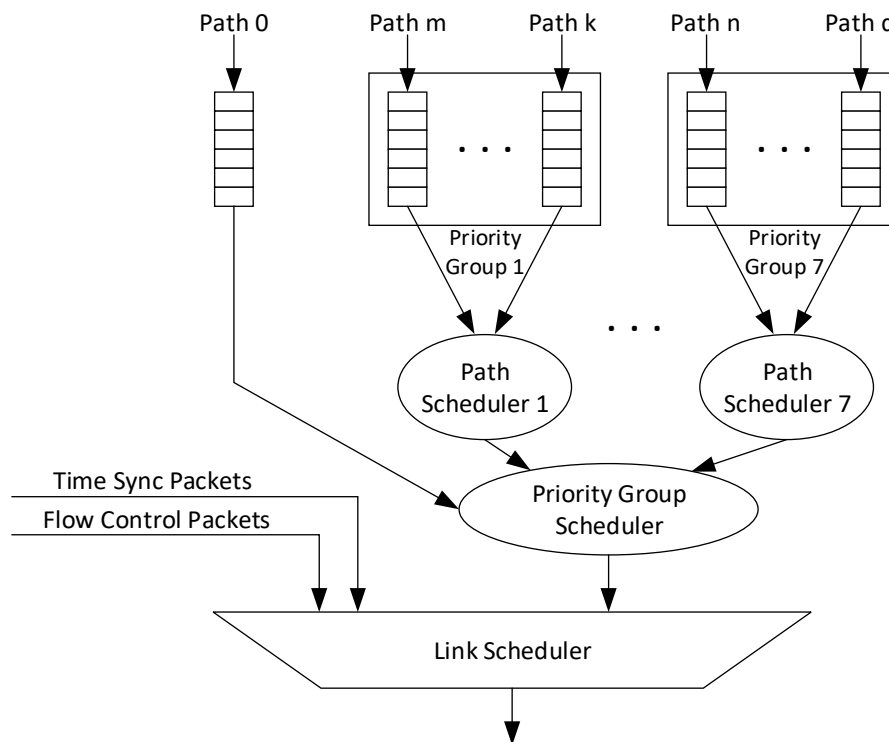 Path 0
Path m
Path k
Path n
Path
. . .
. . .
Priority
Group 1
Priority
Group 7
. . .
Path
Scheduler 1
Path
Scheduler 7
Time Sync Packets
Flow Control Packets
Priority Group
Scheduler
Link Scheduler